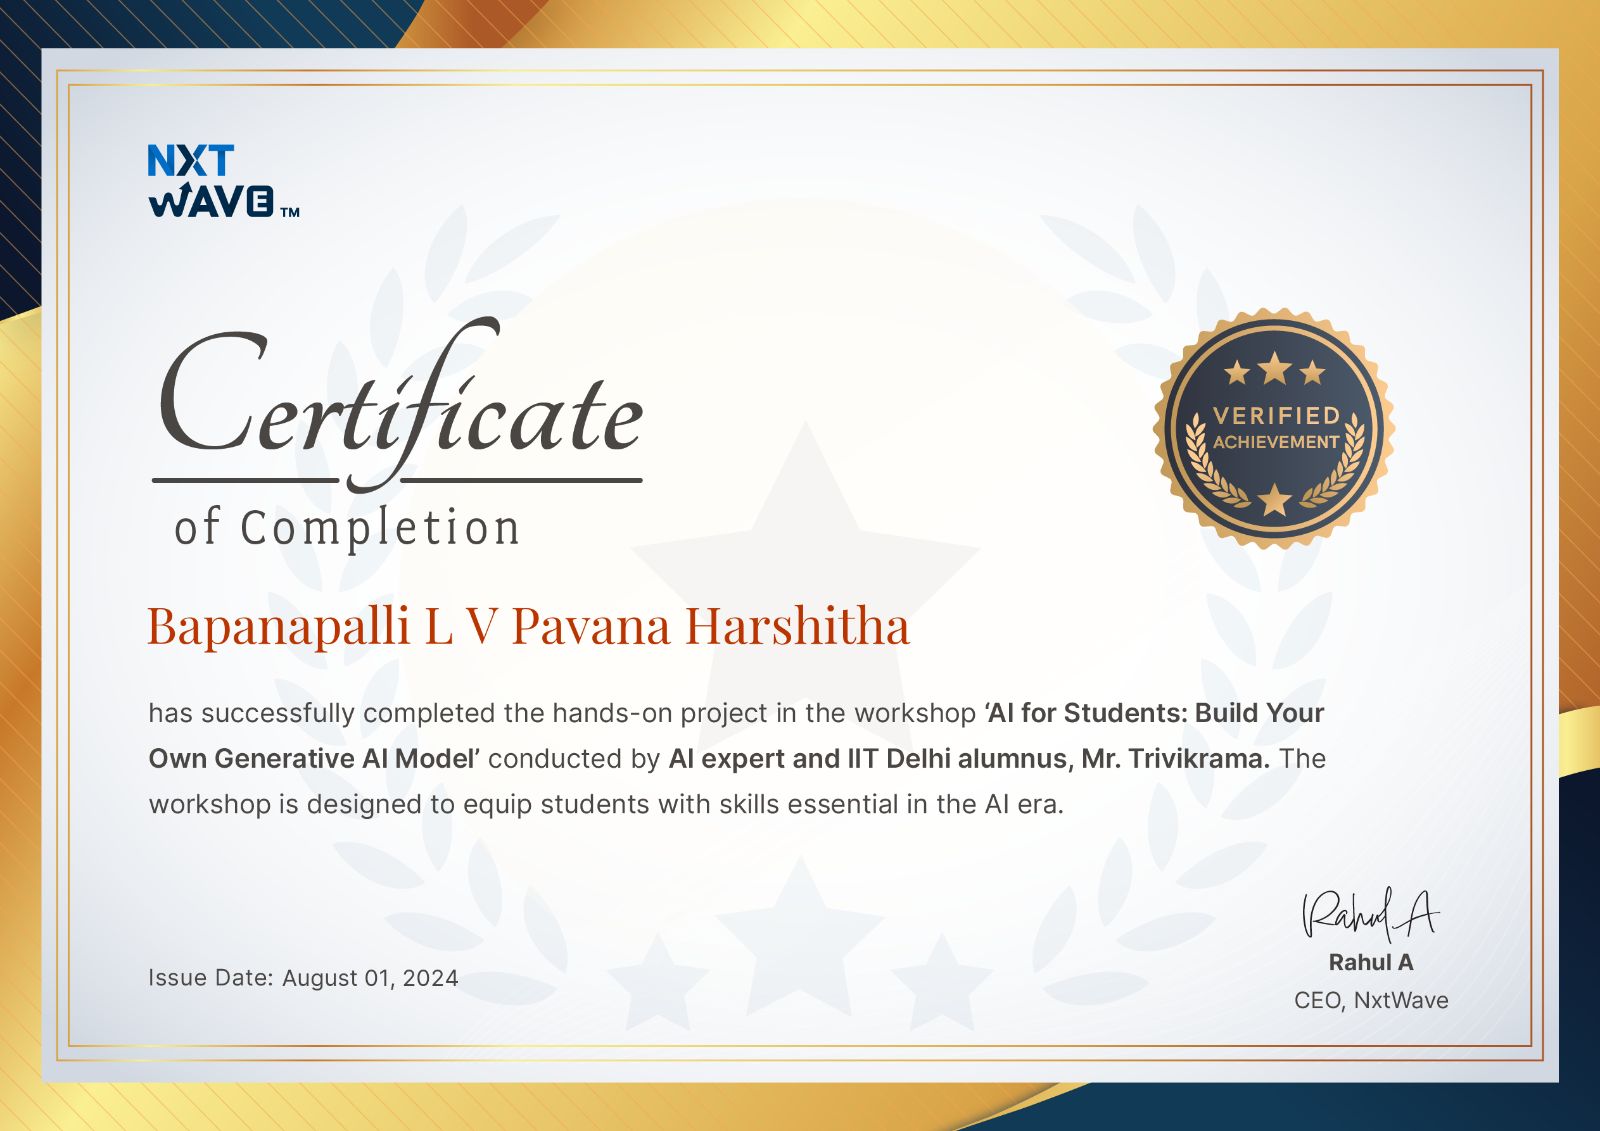 NXT
WAVE TM
Certificate
of Completion
VERIFIED
ACHIEVEMENT
Bapanapalli L V Pavana Harshitha
has successfully completed the hands-on project in the workshop ‘AI for Students: Build Your
Own Generative AI Model’ conducted by AI expert and IIT Delhi alumnus, Mr. Trivikrama. The
workshop is designed to equip students with skills essential in the AI era.
Issue Date: August 01, 2024
Rahul A
Rahul A
CEO, NxtWave